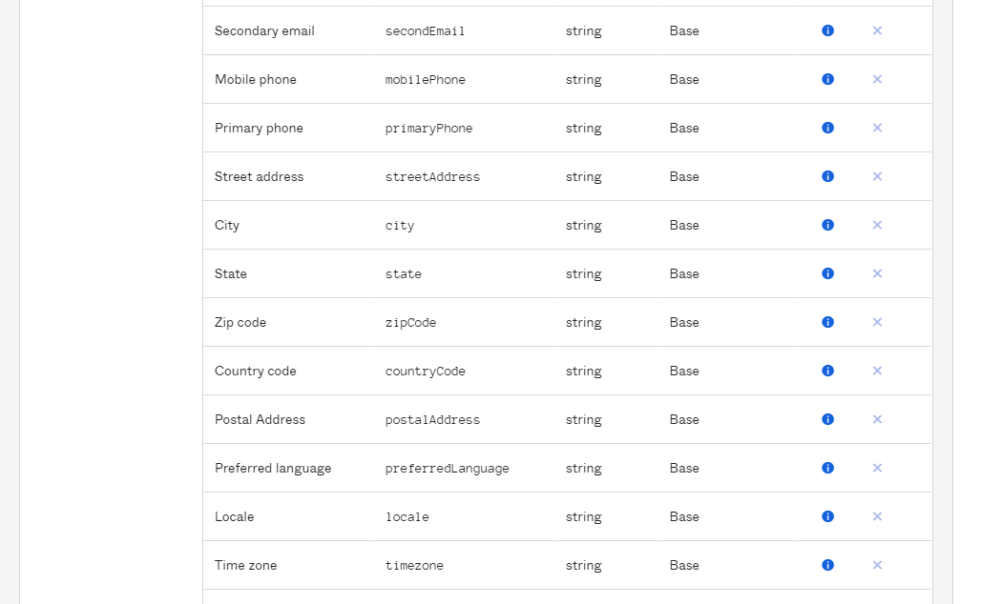 Secondary email secondEmail string Base
Mobile phone mobilePhone string Base
Primary phone primaryPhone string Base
Street address streetAddress string Base
City city string Base
State state string Base
Zip code zipCode string Base
Country code countryCode string Base
Postal Address postalAddress string Base
Preferred language preferredLanguage string Base
Locale locale string Base
Time zone timezone string Base